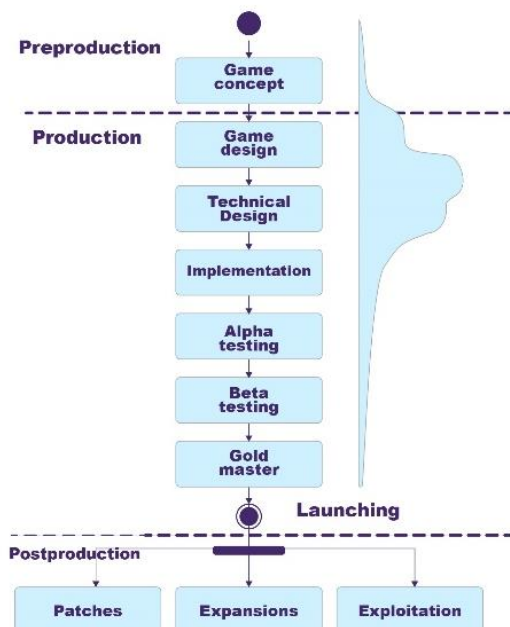 Preproduction
Game
concept
Production
Game
design
Technical
Design
Implementation
Alpha
testing
Beta
testing
Gold
master
Launching
Postproduction
Patches
Expansions
Exploitation